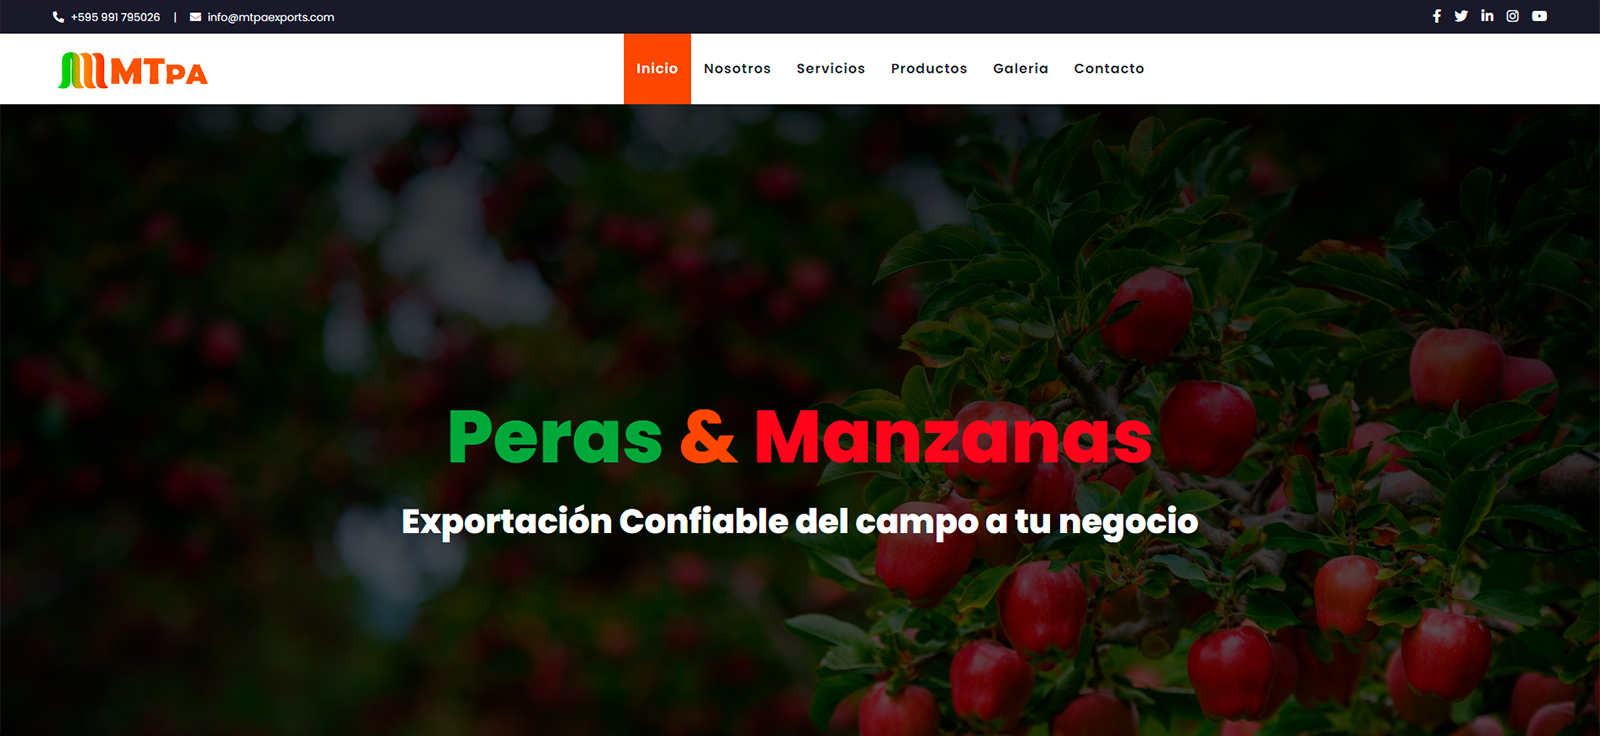 +595 991 795026 | info@mtpaexports.com
MTPA
Inicio Nosotros Servicios Productos Galeria Contacto
Peras & Manzanas
Exportación Confiable del campo a tu negocio